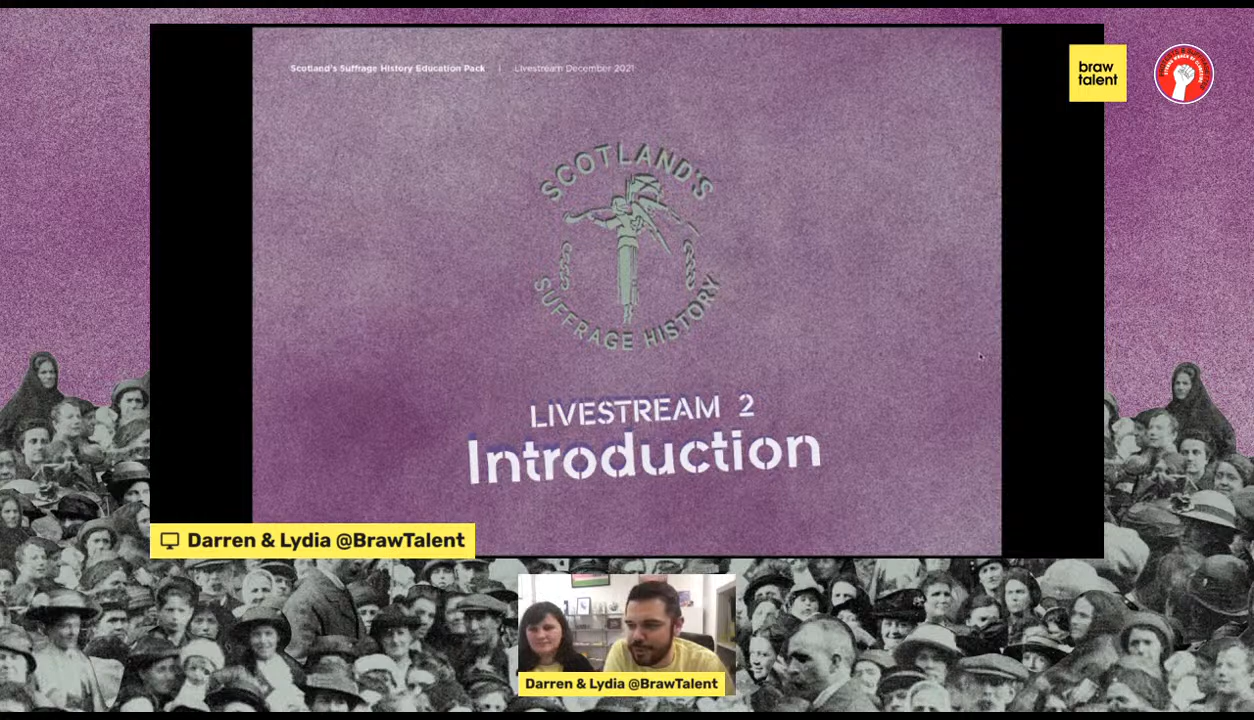 Scotland's Suffrage History Education Pack | Livestream December 2021
braw
talent
SCOTLAND'S
SUFFRAGE HISTORY
LIVESTREAM 2
Introduction
Darren & Lydia @BrawTalent
Darren & Lydia @BrawTalent